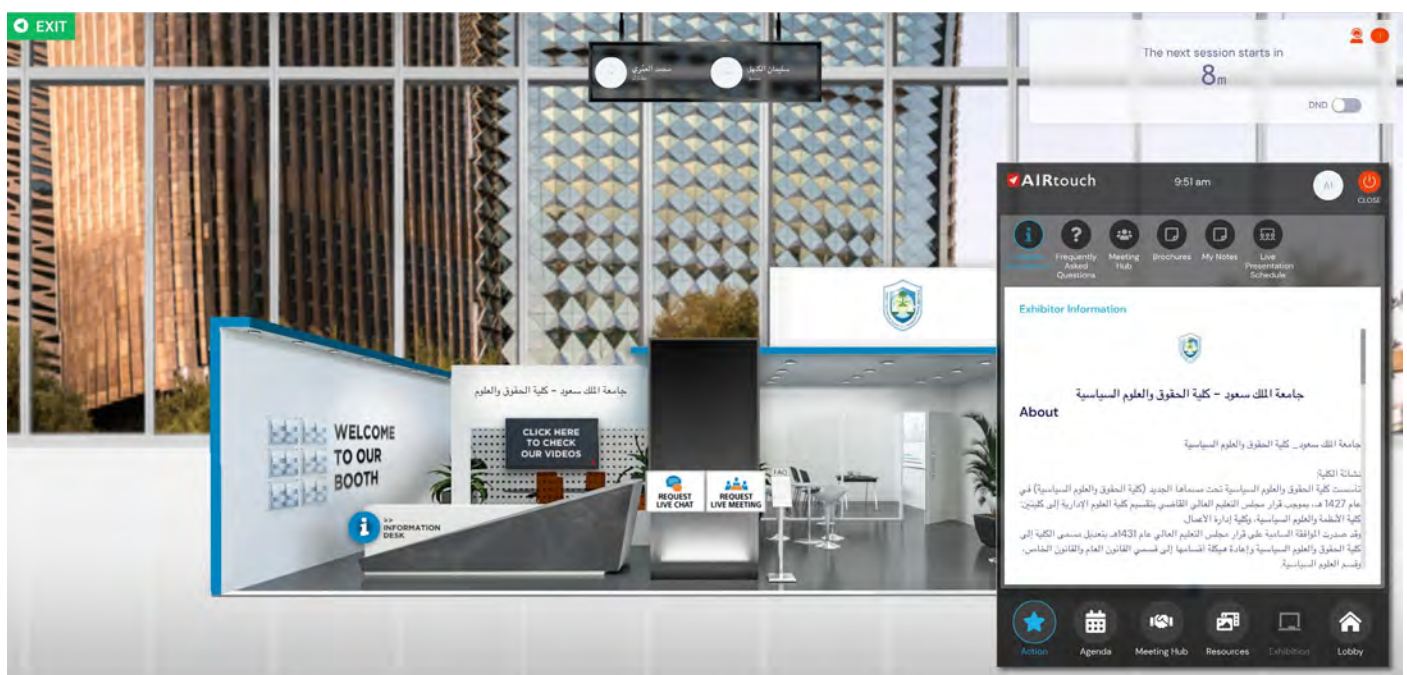 EXIT
محمد العنزي
سليمان الكهل
The next session starts in
8m
DND
AIRtouch
9:51 am
AI
CLOSE
Frequently Asked Questions
Meeting Hub
Brochures
My Notes
Live Presentation Schedule
Exhibitor Information
جامعة الملك سعود - كلية الحقوق والعلوم السياسية
About
جامعة الملك سعود _ كلية الحقوق والعلوم السياسية
نشأة الكلية:
تأسست كلية الحقوق والعلوم السياسية تحت مسماها الجديد (كلية الحقوق والعلوم السياسية) في
عام 1427 هـ، بموجب قرار مجلس التعليم العالي القاضي بتقسيم كلية العلوم الإدارية إلى كليتين:
كلية الأنظمة والعلوم السياسية، وكلية إدارة الأعمال.
وقد صدرت الموافقة السامية على قرار مجلس التعليم العالي عام 1431هـ بتعديل مسمى الكلية إلى
كلية الحقوق والعلوم السياسية وإعادة هيكلة أقسامها إلى قسمي القانون العام والقانون الخاص،
وقسم العلوم السياسية.
Action
Agenda
Meeting Hub
Resources
Exhibition
Lobby
جامعة الملك سعود - كلية الحقوق والعلوم
WELCOME
TO OUR
BOOTH
CLICK HERE
TO CHECK
OUR VIDEOS
>>
INFORMATION
DESK
REQUEST
LIVE CHAT
REQUEST
LIVE MEETING
FAQ